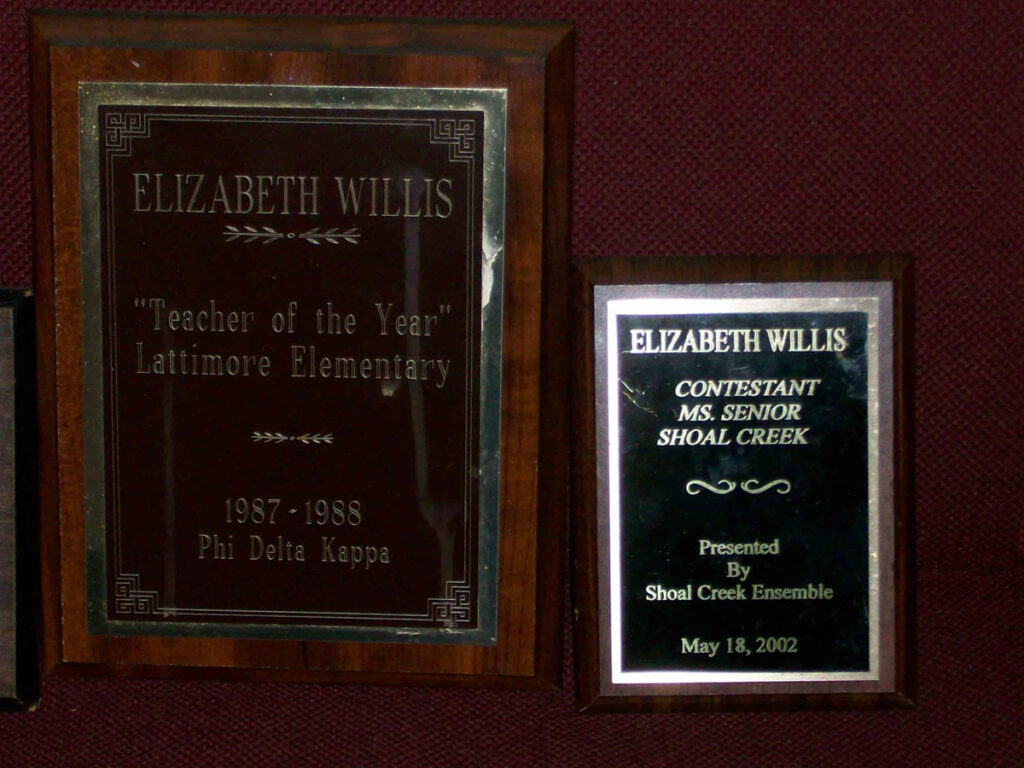 ELIZABETH WILLIS
"Teacher of the Year"
Lattimore Elementary
1987 - 1988
Phi Delta Kappa
ELIZABETH WILLIS
CONTESTANT
MS. SENIOR
SHOAL CREEK
Presented
By
Shoal Creek Ensemble
May 18, 2002